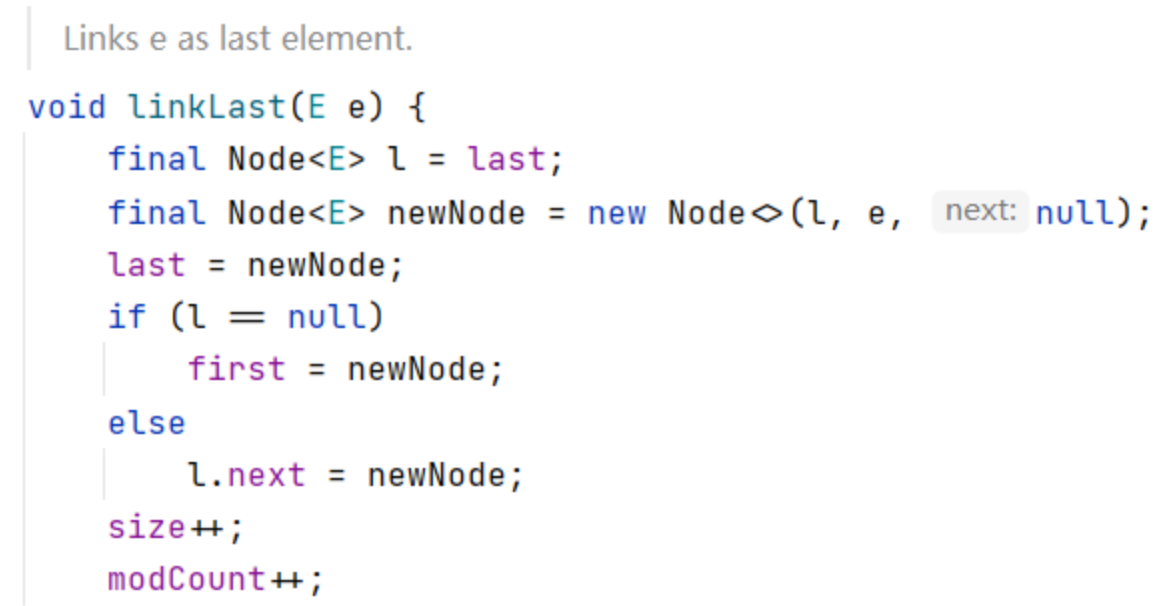 Links e as last element.
void linkLast(E e) {
final Node<E> l = last;
final Node<E> newNode = new Node<>(l, e, next: null);
last = newNode;
if (l == null)
first = newNode;
else
l.next = newNode;
size++;
modCount++;